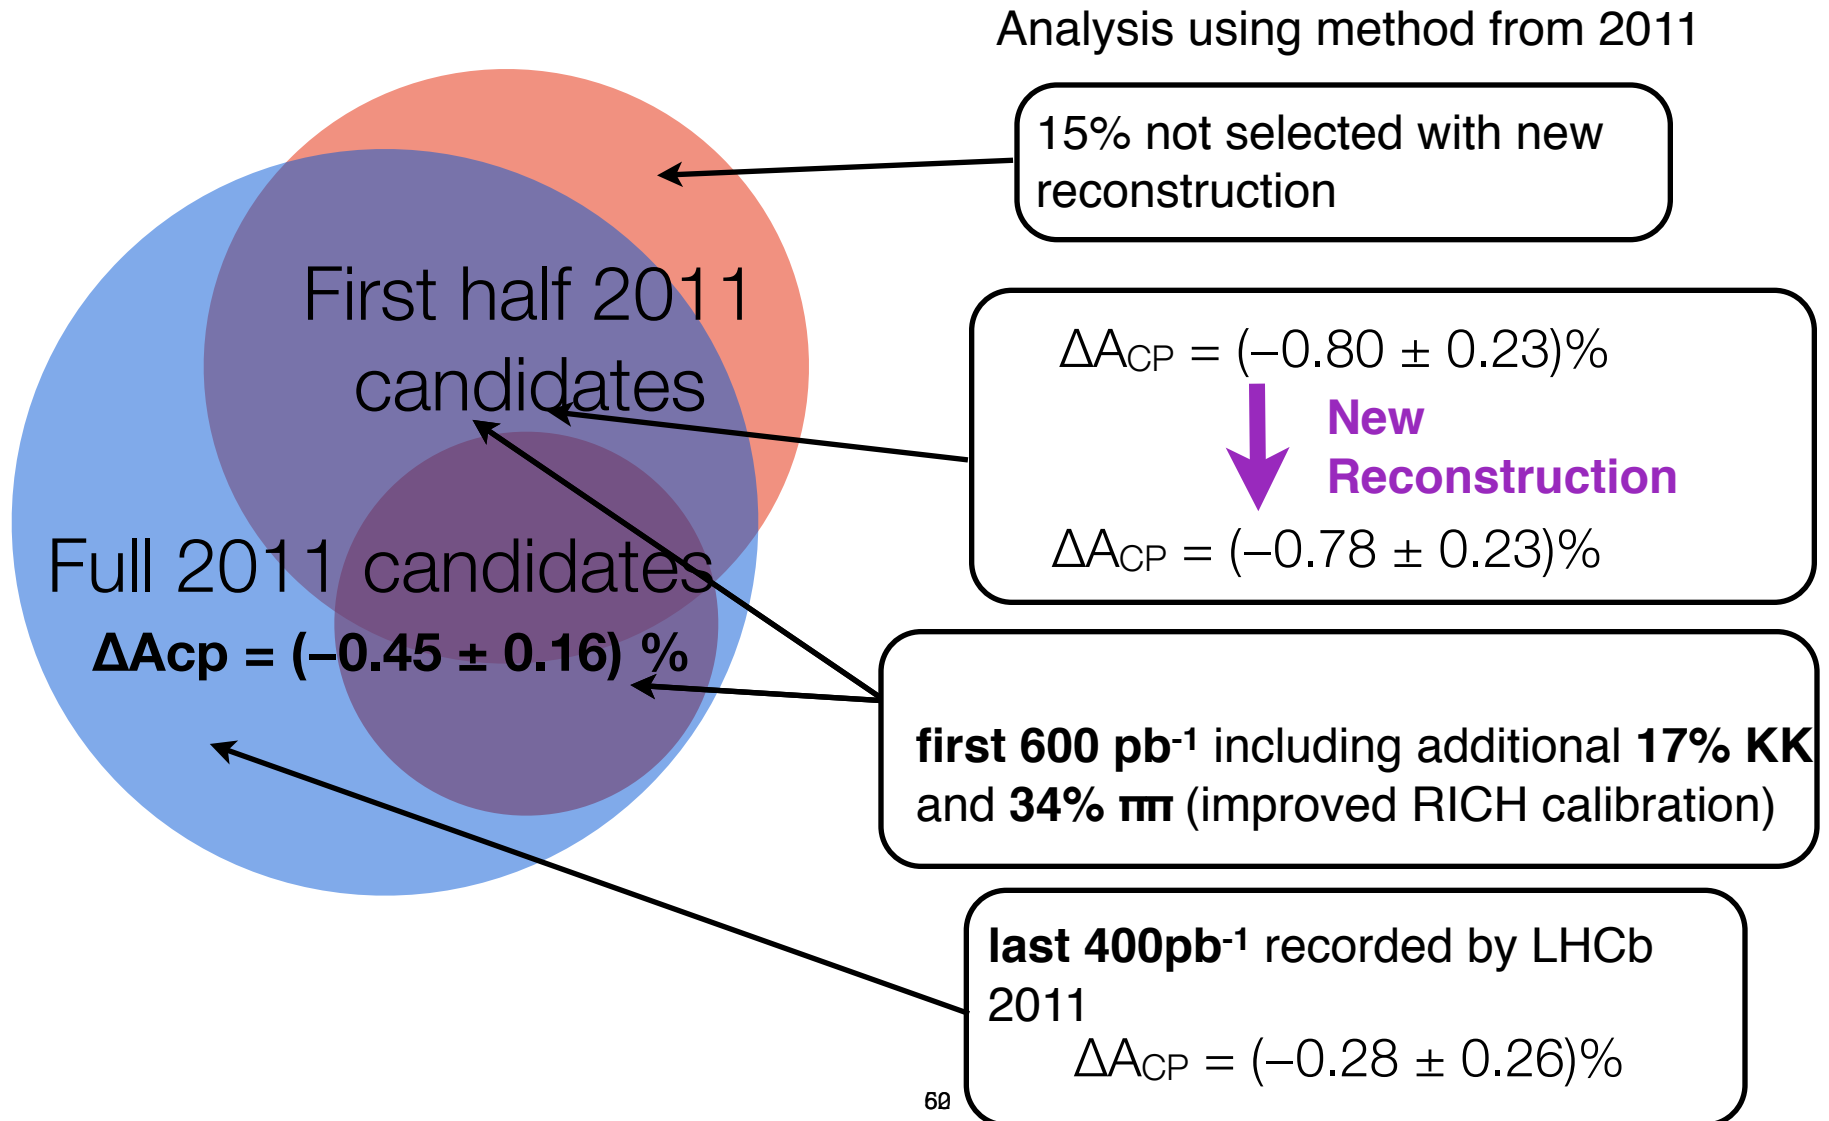 Analysis using method from 2011
15% not selected with new
reconstruction
First half 2011
candidates
ΔACP = (−0.80 ± 0.23)%
New
Reconstruction
ΔACP = (−0.78 ± 0.23)%
Full 2011 candidates
ΔAcp = (−0.45 ± 0.16) %
first 600 pb-1 including additional 17% KK
and 34% ππ (improved RICH calibration)
last 400pb-1 recorded by LHCb
2011
ΔACP = (−0.28 ± 0.26)%